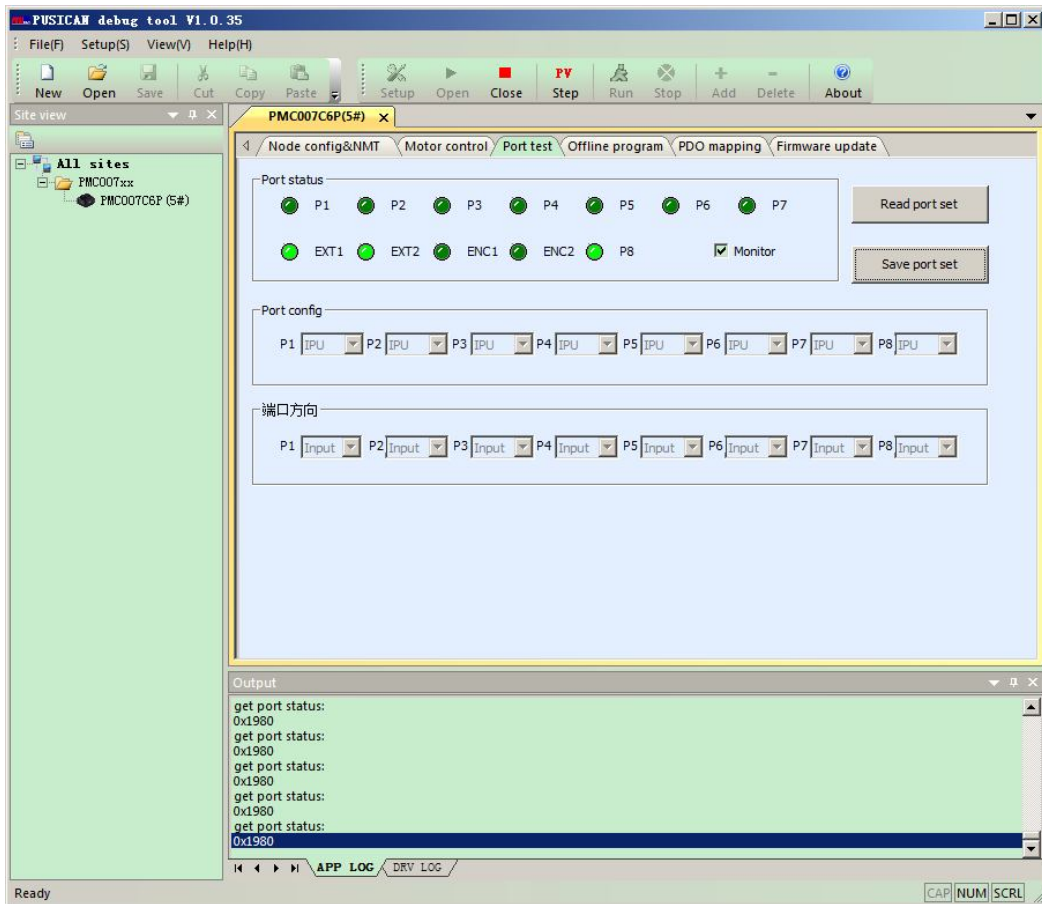 PUSICAN debug tool V1.0.35
File(F) Setup(S) View(V) Help(H)
New Open Save Cut Copy Paste Setup Open Close Step Run Stop Add Delete About
PV
Site view
PMC007C6P(5#)
All sites
PMC007xx
PMC007C6P (5#)
Node config&NMT Motor control Port test Offline program PDO mapping Firmware update
Port status
P1 P2 P3 P4 P5 P6 P7
EXT1 EXT2 ENC1 ENC2 P8 Monitor
Read port set
Save port set
Port config
P1 IPU P2 IPU P3 IPU P4 IPU P5 IPU P6 IPU P7 IPU P8 IPU
端口方向
P1 Input P2 Input P3 Input P4 Input P5 Input P6 Input P7 Input P8 Input
Output
get port status:
0x1980
get port status:
0x1980
get port status:
0x1980
get port status:
0x1980
get port status:
0x1980
APP LOG DRV LOG
Ready
CAP NUM SCRL